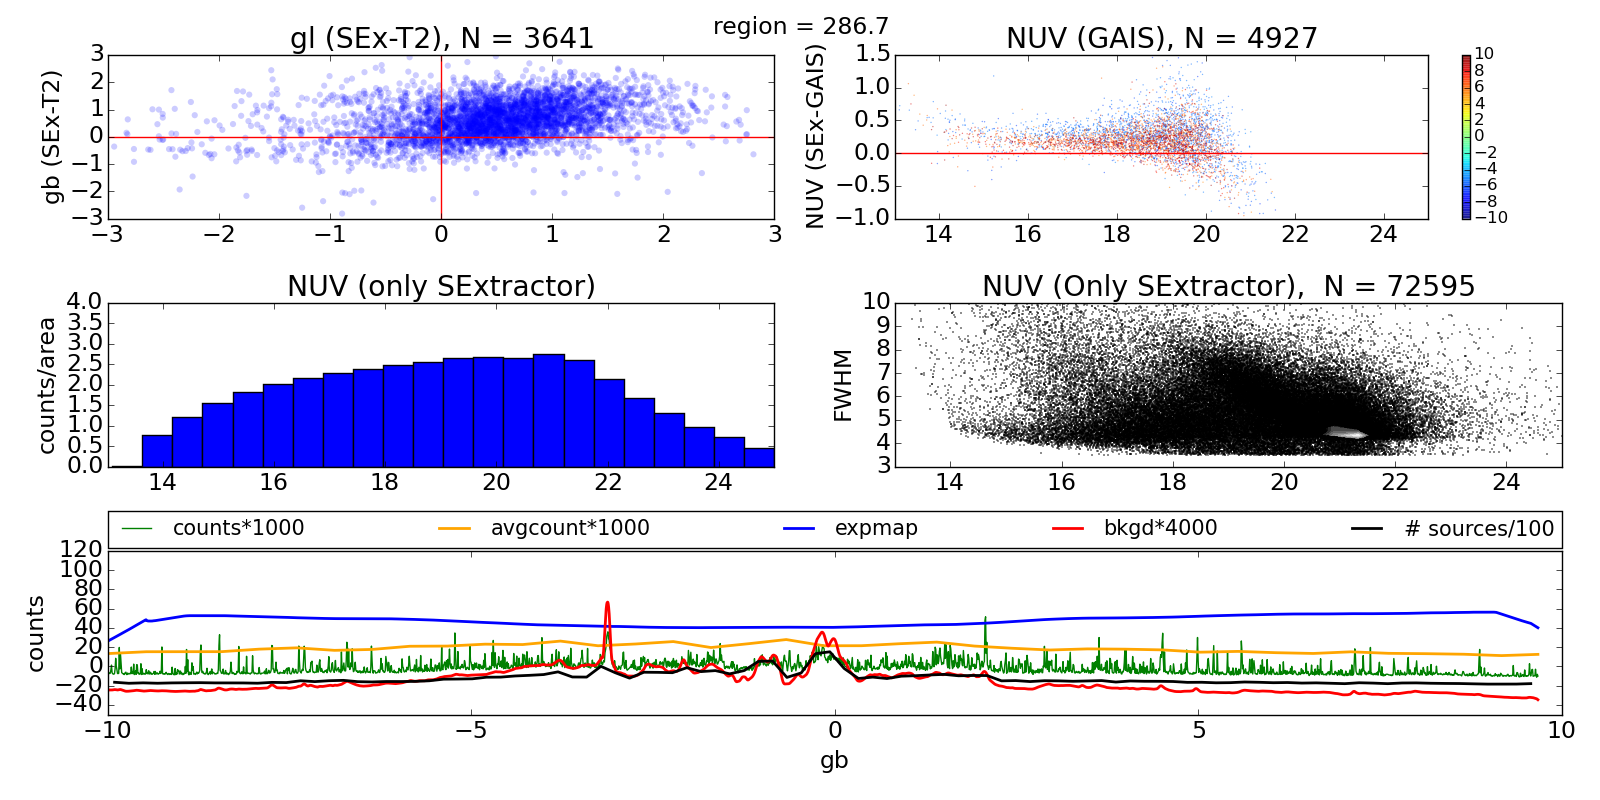 region = 286.7
gl (SEx-T2), N = 3641
gb (SEx-T2)
3
2
1
0
−1
−2
−3
−3 −2 −1 0 1 2 3
NUV (GAIS), N = 4927
NUV (SEx-GAIS)
1.5
1.0
0.5
0.0
−0.5
−1.0
14 16 18 20 22 24
10
8
6
4
2
0
−2
−4
−6
−8
−10
NUV (only SExtractor)
counts/area
4.0
3.5
3.0
2.5
2.0
1.5
1.0
0.5
0.0
14 16 18 20 22 24
NUV (Only SExtractor), N = 72595
FWHM
10
9
8
7
6
5
4
3
14 16 18 20 22 24
counts*1000 avgcount*1000 expmap bkgd*4000 # sources/100
counts
120
100
80
60
40
20
0
−20
−40
−10 −5 0 5 10
gb